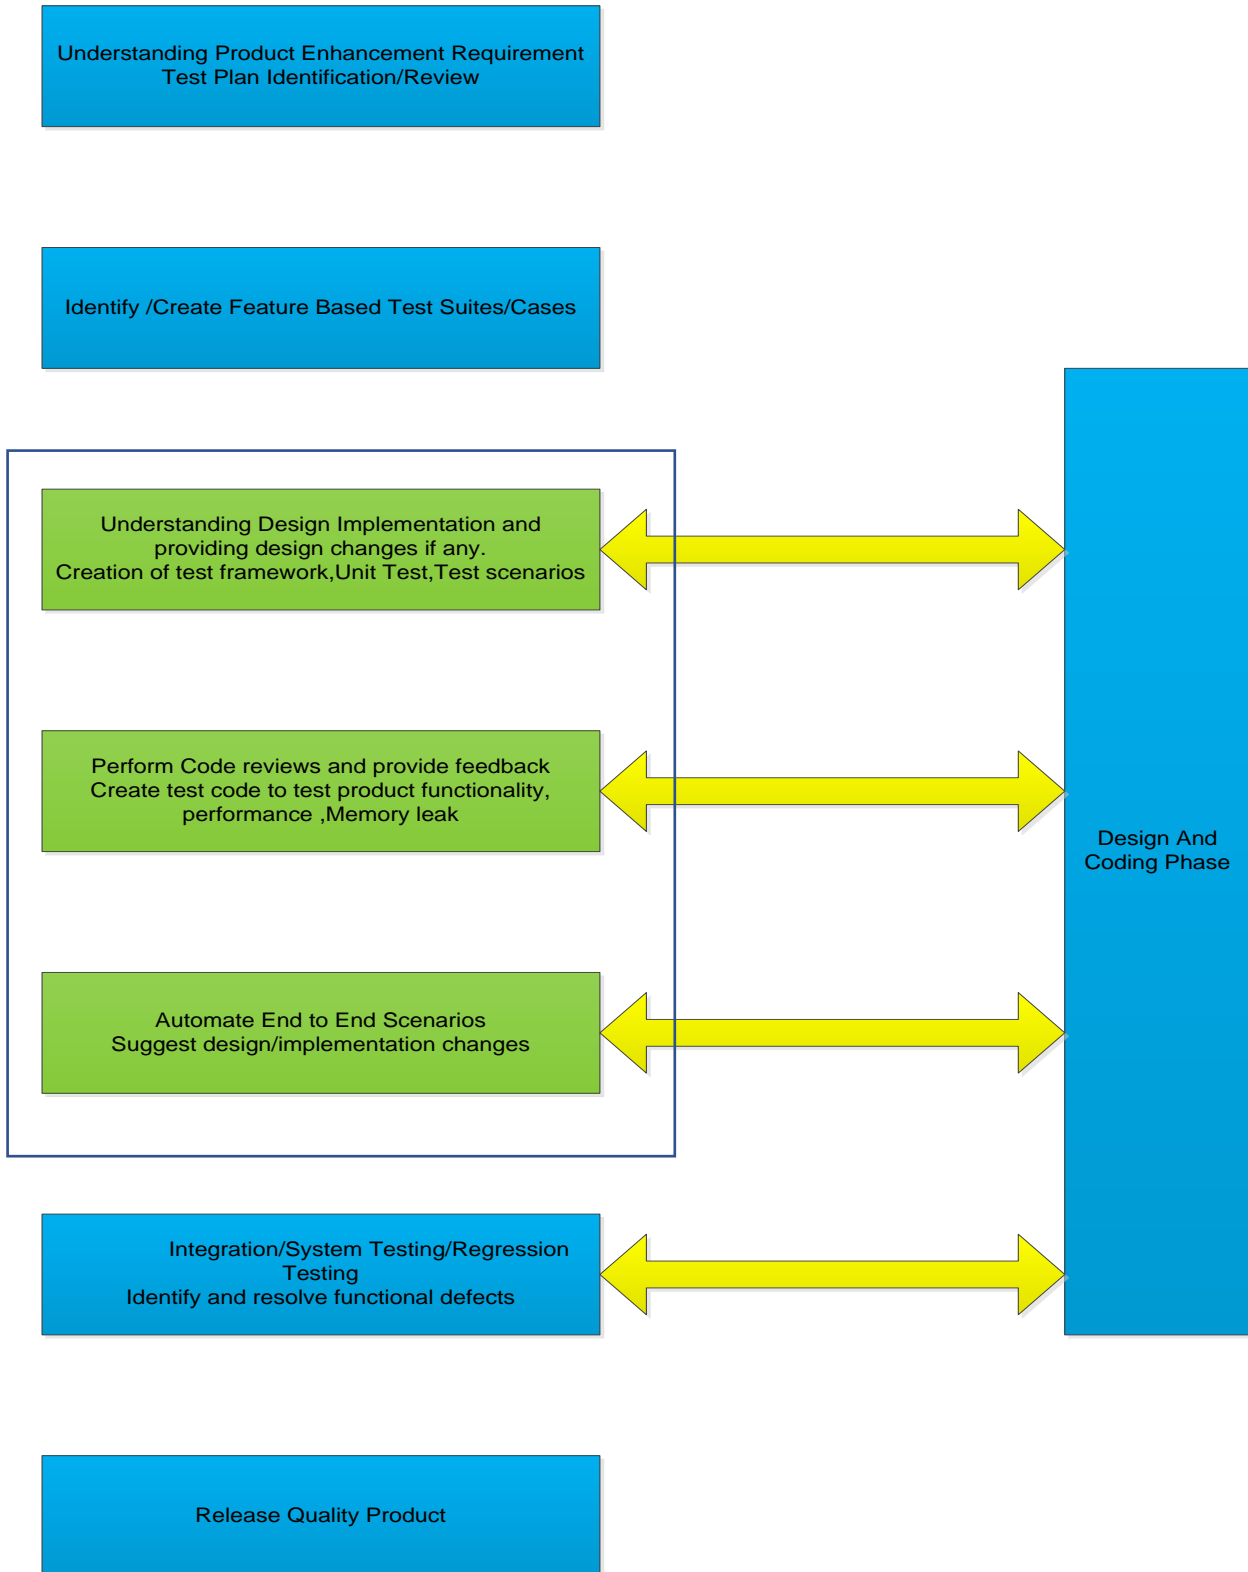 Understanding Product Enhancement Requirement
Test Plan Identification/Review
Identify /Create Feature Based Test Suites/Cases
Understanding Design Implementation and
providing design changes if any.
Creation of test framework,Unit Test,Test scenarios
Perform Code reviews and provide feedback
Create test code to test product functionality,
performance ,Memory leak
Design And
Coding Phase
Automate End to End Scenarios
Suggest design/implementation changes
Integration/System Testing/Regression
Testing
Identify and resolve functional defects
Release Quality Product